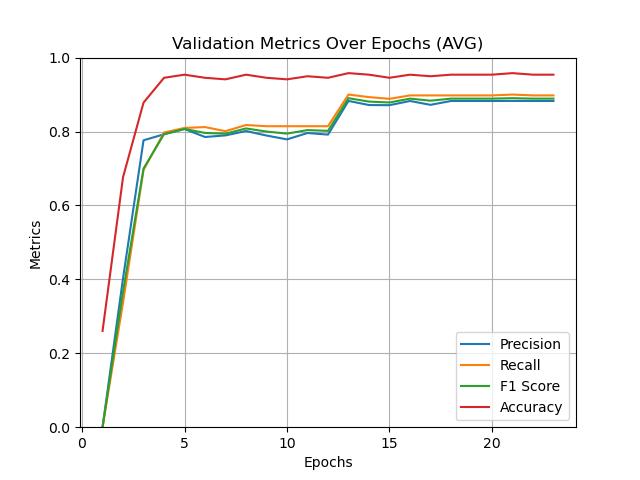 Validation Metrics Over Epochs (AVG)
1.0
0.8
0.6
0.4
0.2
0.0
Metrics
0 5 10 15 20
Epochs
Precision
Recall
F1 Score
Accuracy